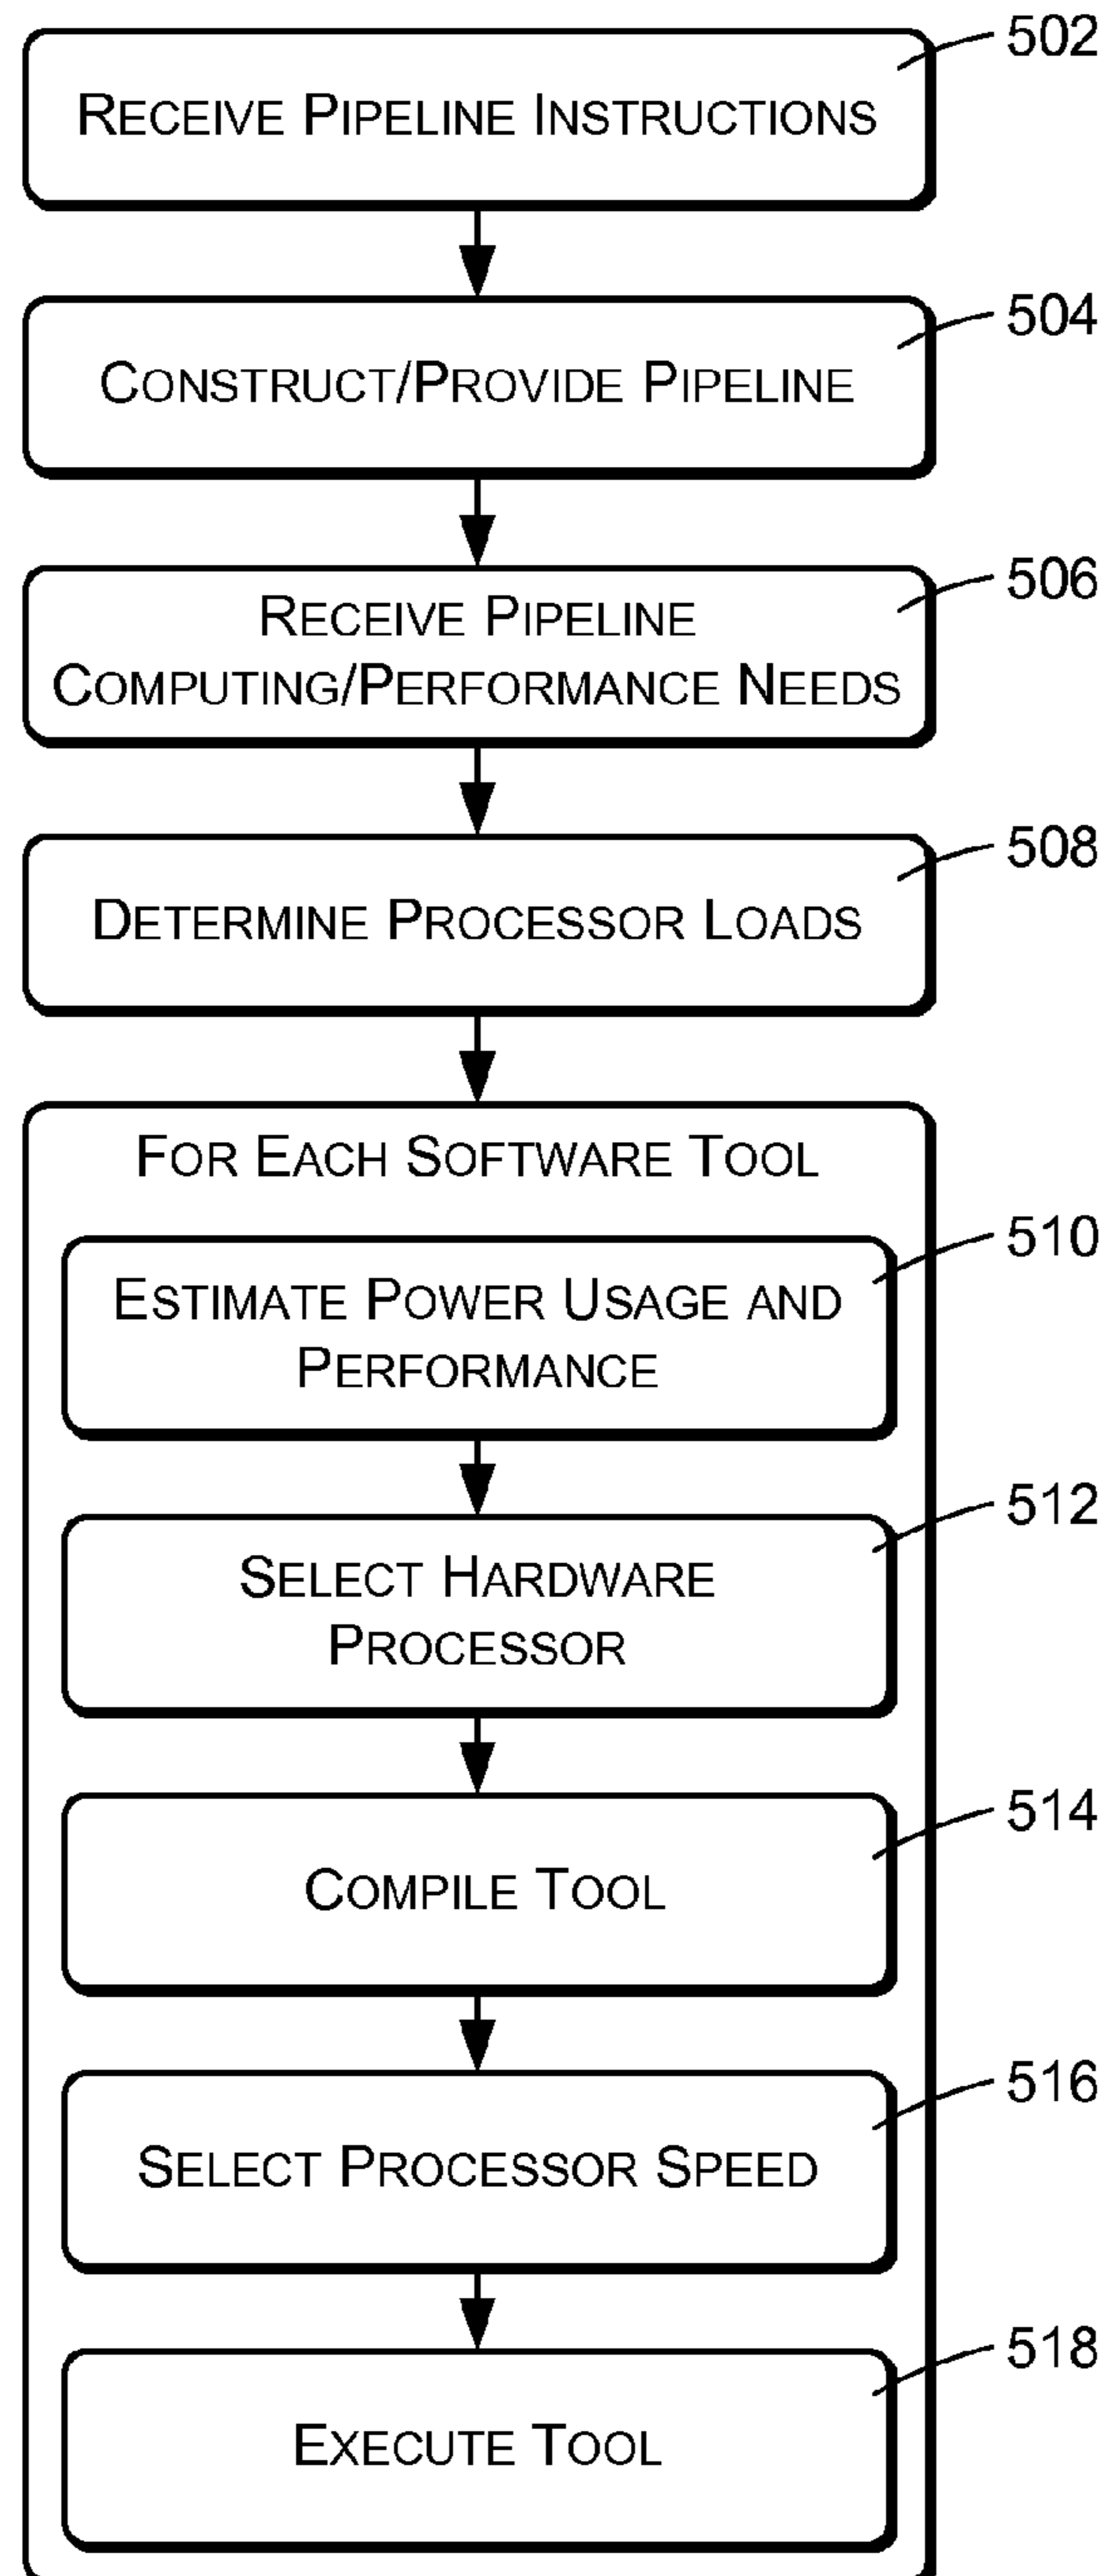 502
RECEIVE PIPELINE INSTRUCTIONS
504
CONSTRUCT/PROVIDE PIPELINE
506
RECEIVE PIPELINE
COMPUTING/PERFORMANCE NEEDS
508
DETERMINE PROCESSOR LOADS
FOR EACH SOFTWARE TOOL
510
ESTIMATE POWER USAGE AND
PERFORMANCE
512
SELECT HARDWARE
PROCESSOR
514
COMPILE TOOL
516
SELECT PROCESSOR SPEED
518
EXECUTE TOOL